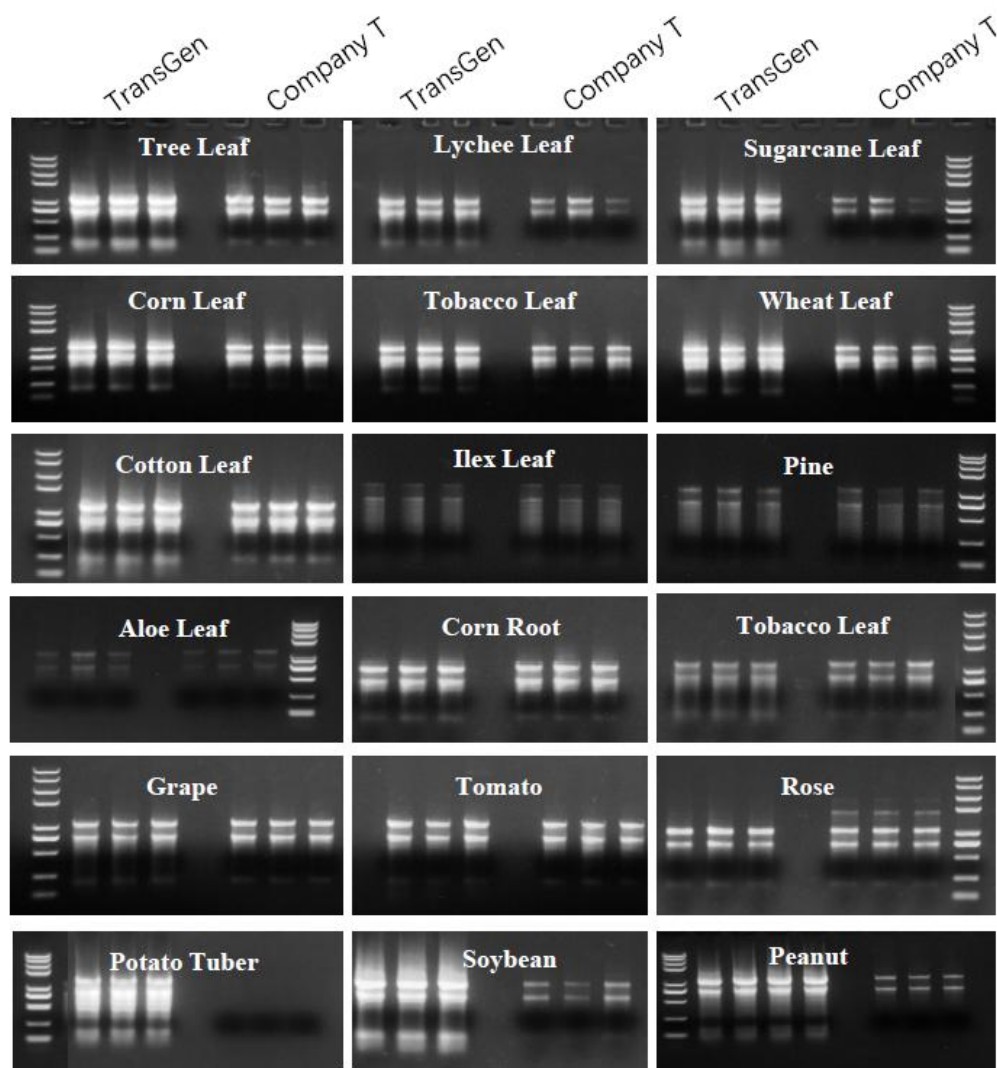 TransGen
Company T
TransGen
Company T
TransGen
Company T
Tree Leaf
Lychee Leaf
Sugarcane Leaf
Corn Leaf
Tobacco Leaf
Wheat Leaf
Cotton Leaf
Ilex Leaf
Pine
Aloe Leaf
Corn Root
Tobacco Leaf
Grape
Tomato
Rose
Potato Tuber
Soybean
Peanut